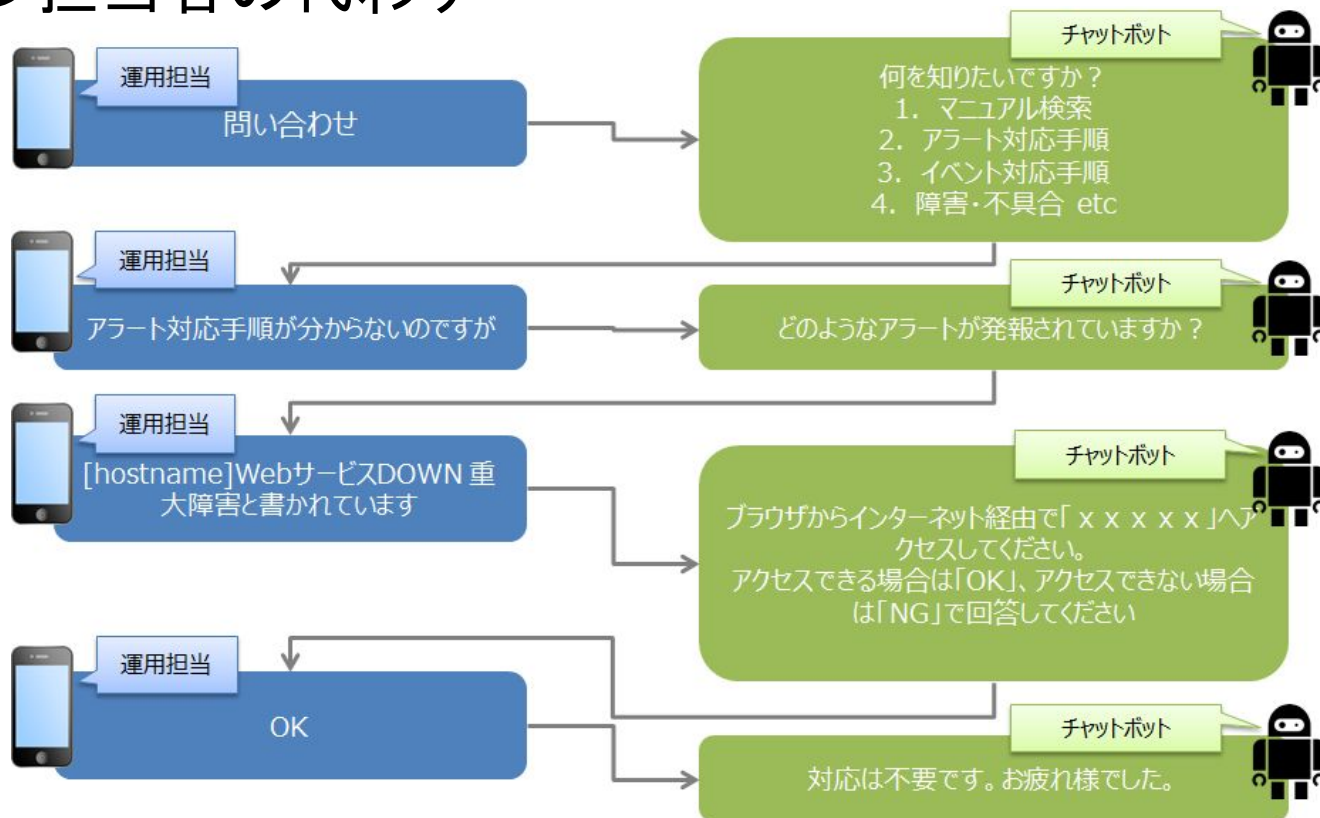 担当者の代わり
運用担当
問い合わせ
チャットボット
何を知りたいですか？
1. マニュアル検索
2. アラート対応手順
3. イベント対応手順
4. 障害・不具合 etc
運用担当
アラート対応手順が分からないのですが
チャットボット
どのようなアラートが発報されていますか？
運用担当
[hostname]WebサービスDOWN 重
大障害と書かれています
チャットボット
ブラウザからインターネット経由で「ｘｘｘｘｘ」へア
クセスしてください。
アクセスできる場合は「OK」、アクセスできない場合
は「NG」で回答してください
運用担当
OK
チャットボット
対応は不要です。お疲れ様でした。